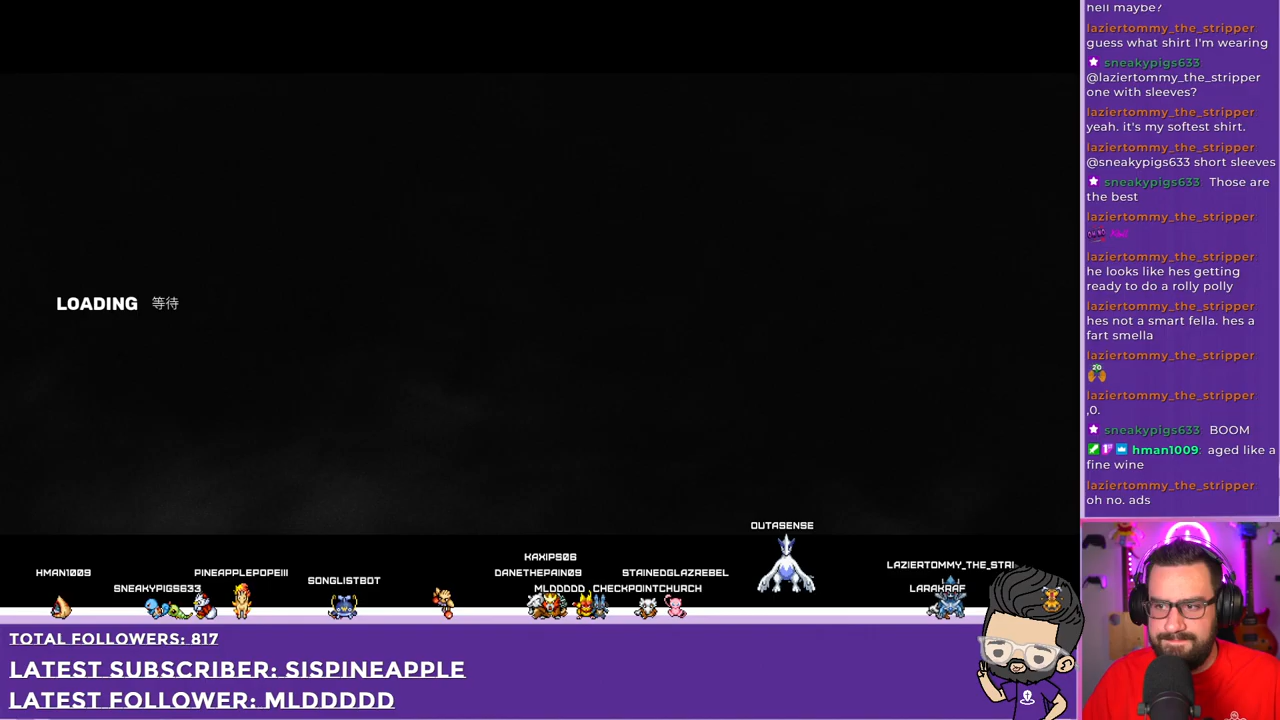 hell maybe?
laziertommy_the_stripper:
guess what shirt I'm wearing
sneakypigs633:
@laziertommy_the_stripper
one with sleeves?
laziertommy_the_stripper:
yeah. it's my softest shirt.
laziertommy_the_stripper:
@sneakypigs633 short sleeves
sneakypigs633: Those are
the best
laziertommy_the_stripper:
laziertommy_the_stripper:
he looks like hes getting
ready to do a rolly polly
laziertommy_the_stripper:
hes not a smart fella. hes a
fart smella
laziertommy_the_stripper:
20
laziertommy_the_stripper:
,0.
sneakypigs633: BOOM
hman1009: aged like a
fine wine
laziertommy_the_stripper:
oh no. ads
LOADING 等待
OUTASENSE
KAXIPS06
HMAN1009
PINEAPPLEPOPEIII
SONGLISTBOT
DANETHEPAIN09
STAINEDGLAZREBEL
LAZIERTOMMY_THE_STRI
SNEAKYPIGS633
MLDDDDD
CHECKPOINTCHURCH
LARAKRAF
TOTAL FOLLOWERS: 817
LATEST SUBSCRIBER: SISPINEAPPLE
LATEST FOLLOWER: MLDDDDD